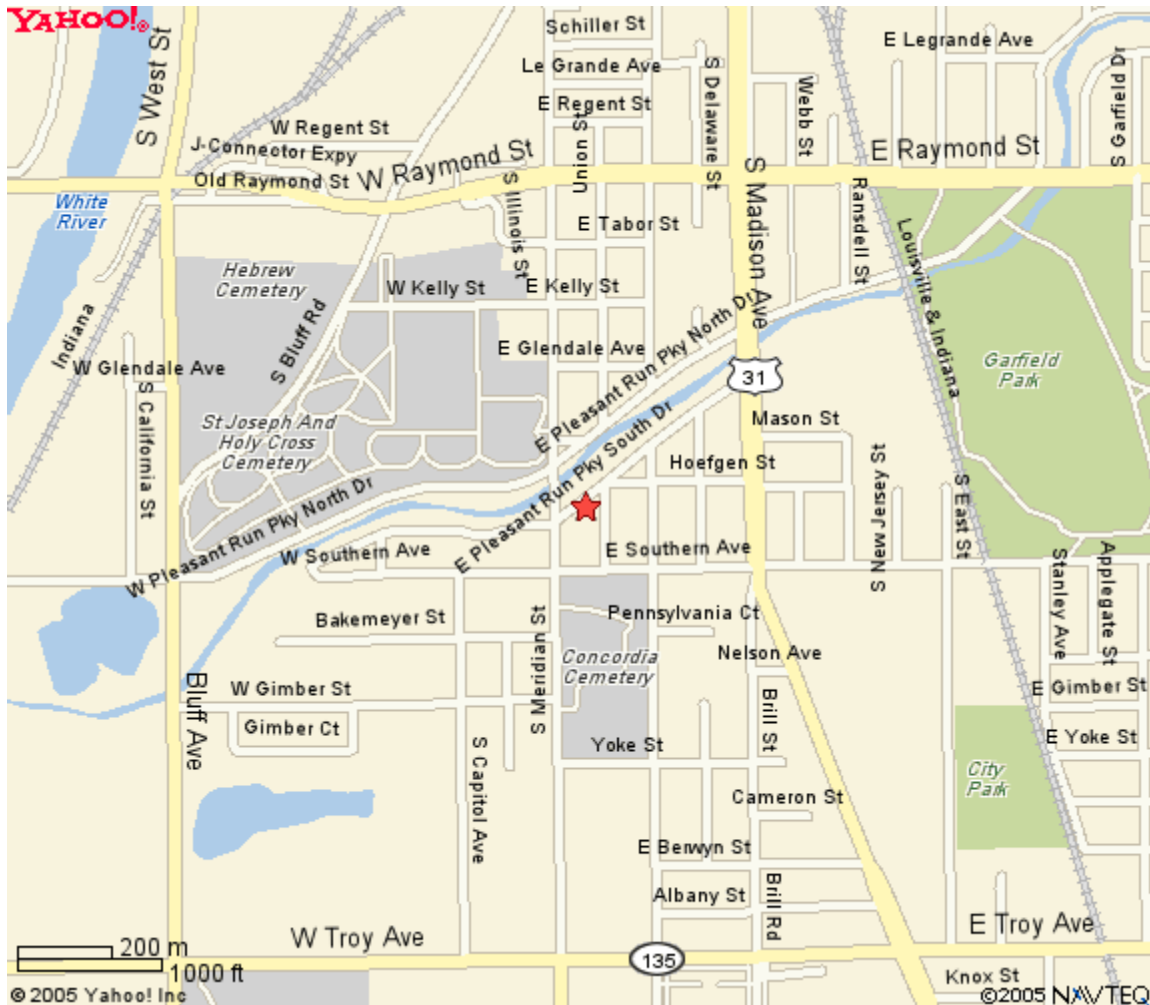 YAHOO!®
Schiller St
E Legrande Ave
S West St
Le Grande Ave
S Delaware St
Webb St
S Garfield Dr
E Regent St
W Regent St
J-Connector Expy
Union St
E Raymond St
W Raymond St
Old Raymond St
S Illinois St
S Madison Ave
Ransdell St
White
River
E Tabor St
Louisville & Indiana
Hebrew
Cemetery
W Kelly St
E Kelly St
S Bluff Rd
Indiana
E Glendale Ave
E Pleasant Run Pky North Dr
W Glendale Ave
31
Garfield
Park
S California St
St Joseph And
Holy Cross
Cemetery
Mason St
E Pleasant Run Pky South Dr
Hoefgen St
S New Jersey St
S East St
W Pleasant Run Pky North Dr
W Southern Ave
E Southern Ave
Stanley Ave
Applegate St
Bakemeyer St
Pennsylvania Ct
S Meridian St
Concordia
Cemetery
Nelson Ave
Bluff Ave
W Gimber St
E Gimber St
Gimber Ct
Brill St
Yoke St
E Yoke St
S Capitol Ave
City
Park
Cameron St
E Berwyn St
Albany St
Brill Rd
W Troy Ave
E Troy Ave
200 m
135
1000 ft
Knox St
© 2005 Yahoo! Inc
©2005 NAVTEQ